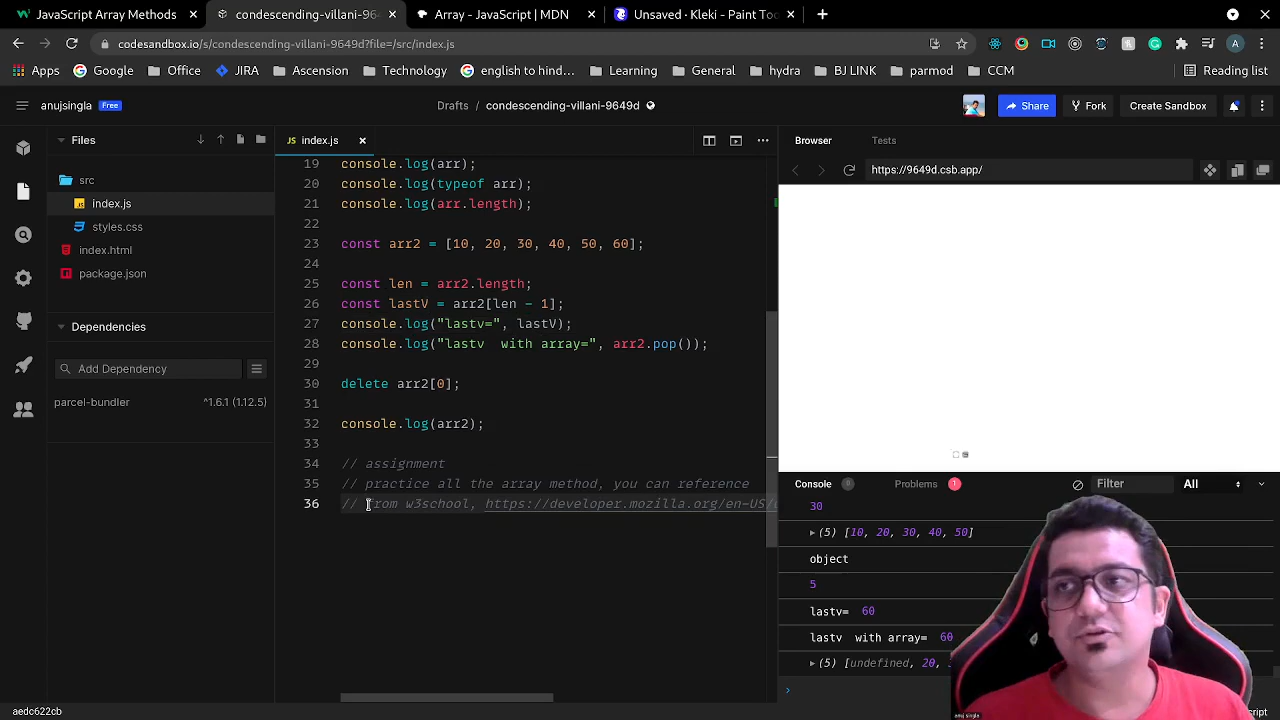 JavaScript Array Methods
condescending-villani-96
Array - JavaScript | MDN
Unsaved · Kleki - Paint Too
codesandbox.io/s/condescending-villani-9649d?file=/src/index.js
A
Apps
Google
Office
JIRA
Ascension
Testimony
english to hind...
Learning
General
hydra
BJ LINK
parmod
CCM
Reading list
anujsingla
Free
Drafts / condescending-villani-9649d
Share
Fork
Create Sandbox
Files
src
index.js
styles.css
index.html
package.json
Dependencies
Add Dependency
parcel-bundler
^1.6.1 (1.12.5)
index.js
19 console.log(arr);
20 console.log(typeof arr);
21 console.log(arr.length);
22
23 const arr2 = [10, 20, 30, 40, 50, 60];
24
25 const len = arr2.length;
26 const lastV = arr2[len - 1];
27 console.log("lastv=", lastV);
28 console.log("lastv  with array=", arr2.pop());
29
30 delete arr2[0];
31
32 console.log(arr2);
33
34 // assignment
35 // practice all the array method, you can reference
36 // from w3school, https://developer.mozilla.org/en-US/
Browser
Tests
https://9649d.csb.app/
Console
0
Problems
1
Filter
All
30
(5) [10, 20, 30, 40, 50]
object
5
lastv= 60
lastv  with array= 60
(5) [undefined, 20, 3
aedc622cb
anuj singla
script